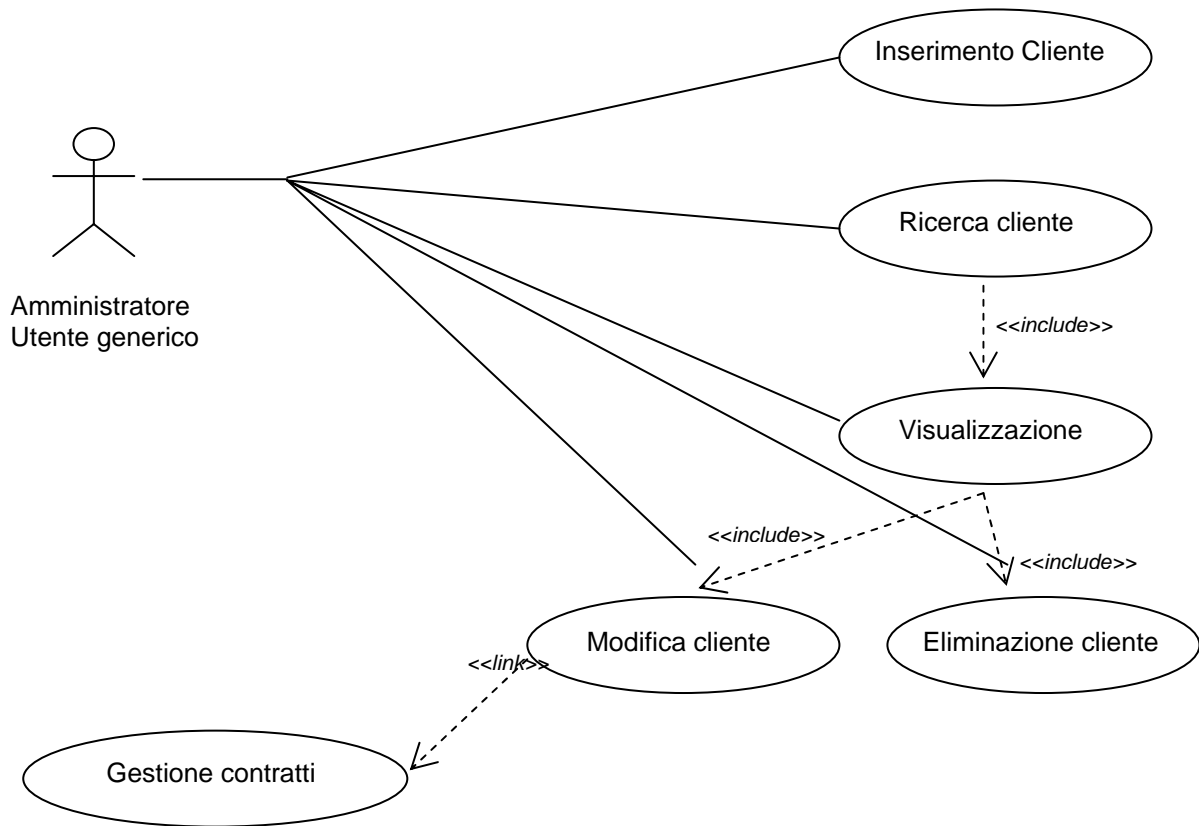 Inserimento Cliente
Ricerca cliente
Amministratore
Utente generico
<<include>>
Visualizzazione
<<include>>
<<include>>
Modifica cliente
Eliminazione cliente
<<link>>
Gestione contratti